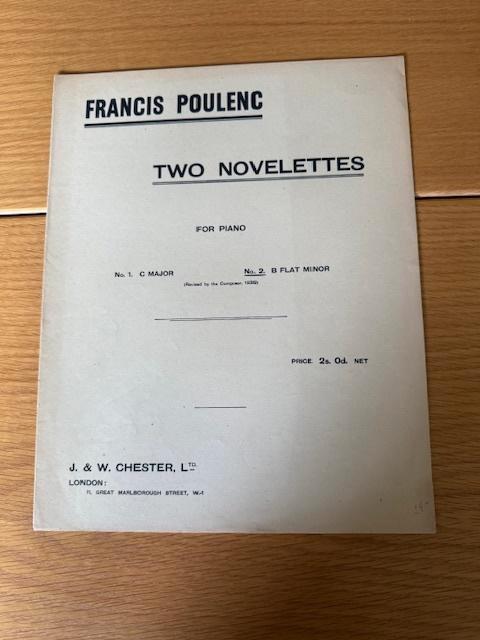 FRANCIS POULENC
TWO NOVELETTES
FOR PIANO
No. 1. C MAJOR No. 2. B FLAT MINOR
(Revised by the Composer, 1939)
PRICE 2s. 0d. NET
J. & W. CHESTER, LTD.
LONDON:
11, GREAT MARLBOROUGH STREET, W.1